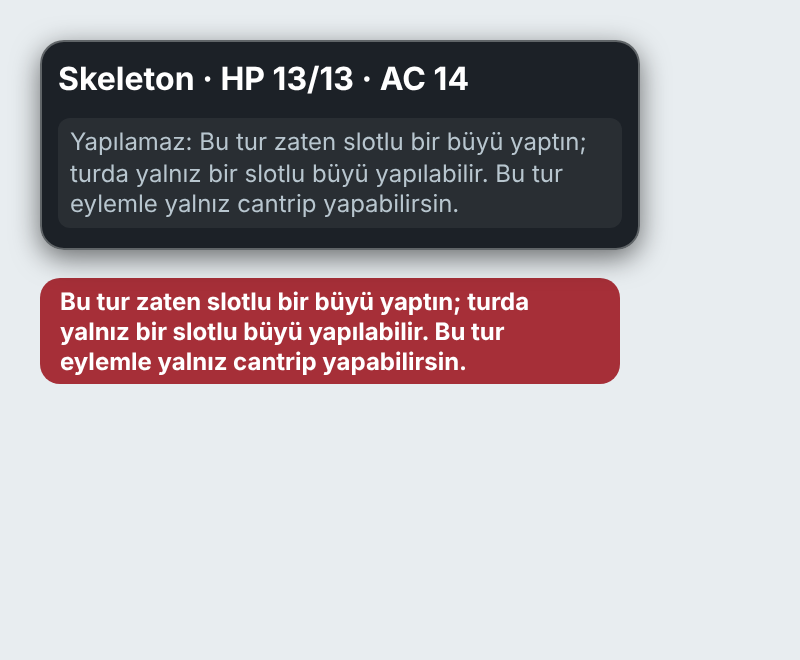 Skeleton · HP 13/13 · AC 14
Yapılamaz: Bu tur zaten slotlu bir büyü yaptın;
turda yalnız bir slotlu büyü yapılabilir. Bu tur
eylemle yalnız cantrip yapabilirsin.
Bu tur zaten slotlu bir büyü yaptın; turda
yalnız bir slotlu büyü yapılabilir. Bu tur
eylemle yalnız cantrip yapabilirsin.